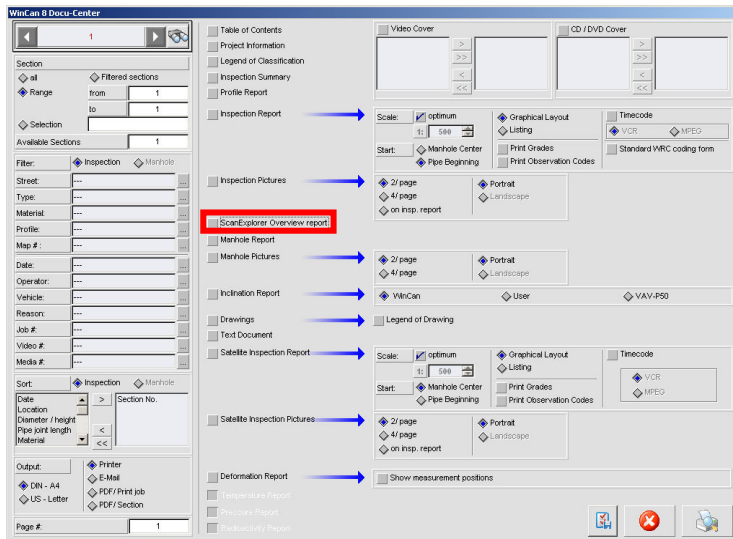 WinCan 8 Docu-Center
1
Section
all
Filtered sections
Range
from
1
to
1
Selection
Available Sections
1
Filter:
Inspection
Manhole
Street:
---
...
Type:
---
...
Material:
---
...
Profile:
---
...
Map # :
---
...
Date:
---
...
Operator:
---
...
Vehicle:
---
...
Reason:
---
...
Job #:
---
...
Video #:
---
...
Media #:
---
...
Sort:
Inspection
Manhole
Date
Location
Diameter / height
Pipe joint length
Material
>
<
<<
Section No.
Output:
Printer
E-Mail
DIN - A4
PDF/ Print job
US - Letter
PDF/ Section
Page #:
1
Table of Contents
Project Information
Legend of Classification
Inspection Summary
Profile Report
Video Cover
>
>>
<
<<
CD / DVD Cover
>
>>
<
<<
Inspection Report
Scale:
optimum
1:
500
Start:
Manhole Center
Pipe Beginning
Graphical Layout
Listing
Print Grades
Print Observation Codes
Timecode
VCR
MPEG
Standard WRC coding form
Inspection Pictures
2/ page
4/ page
on insp. report
Portrait
Landscape
ScanExplorer Overview report
Manhole Report
Manhole Pictures
2/ page
4/ page
Portrait
Landscape
Inclination Report
WinCan
User
VAV-P50
Drawings
Legend of Drawing
Text Document
Satellite Inspection Report
Scale:
optimum
1:
500
Start:
Manhole Center
Pipe Beginning
Graphical Layout
Listing
Print Grades
Print Observation Codes
Timecode
VCR
MPEG
Satellite Inspection Pictures
2/ page
4/ page
on insp. report
Portrait
Landscape
Deformation Report
Show measurement positions
Temperature Report
Pressure Report
Radioactivity Report